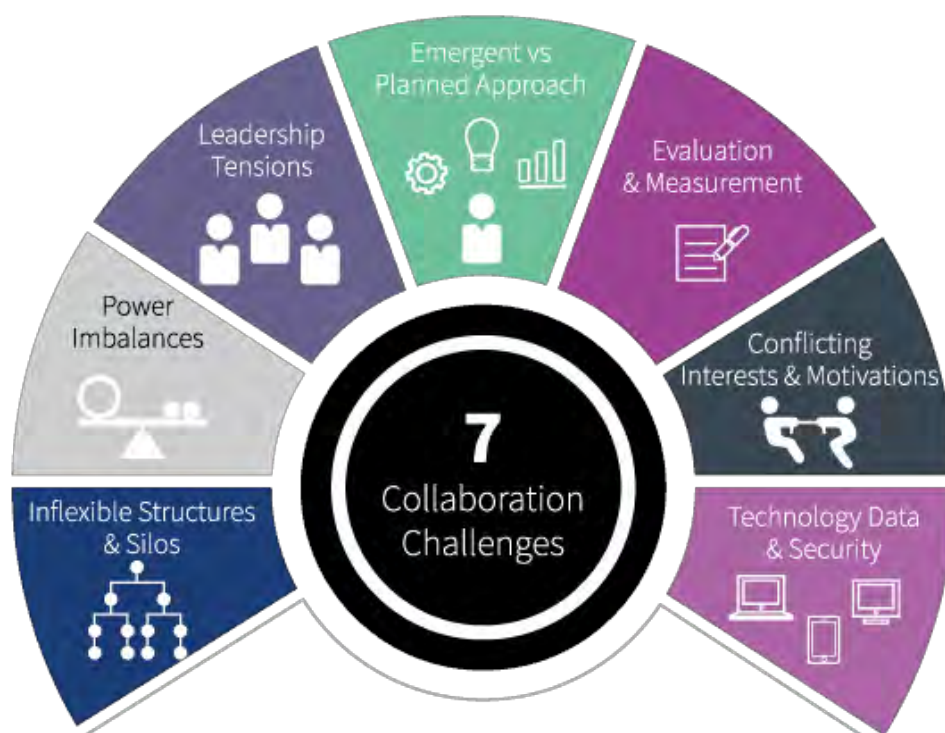 Emergent vs
Planned Approach
Leadership
Tensions
Evaluation
& Measurement
Power
Imbalances
Conflicting
Interests & Motivations
7
Collaboration
Challenges
Inflexible Structures
& Silos
Technology Data
& Security